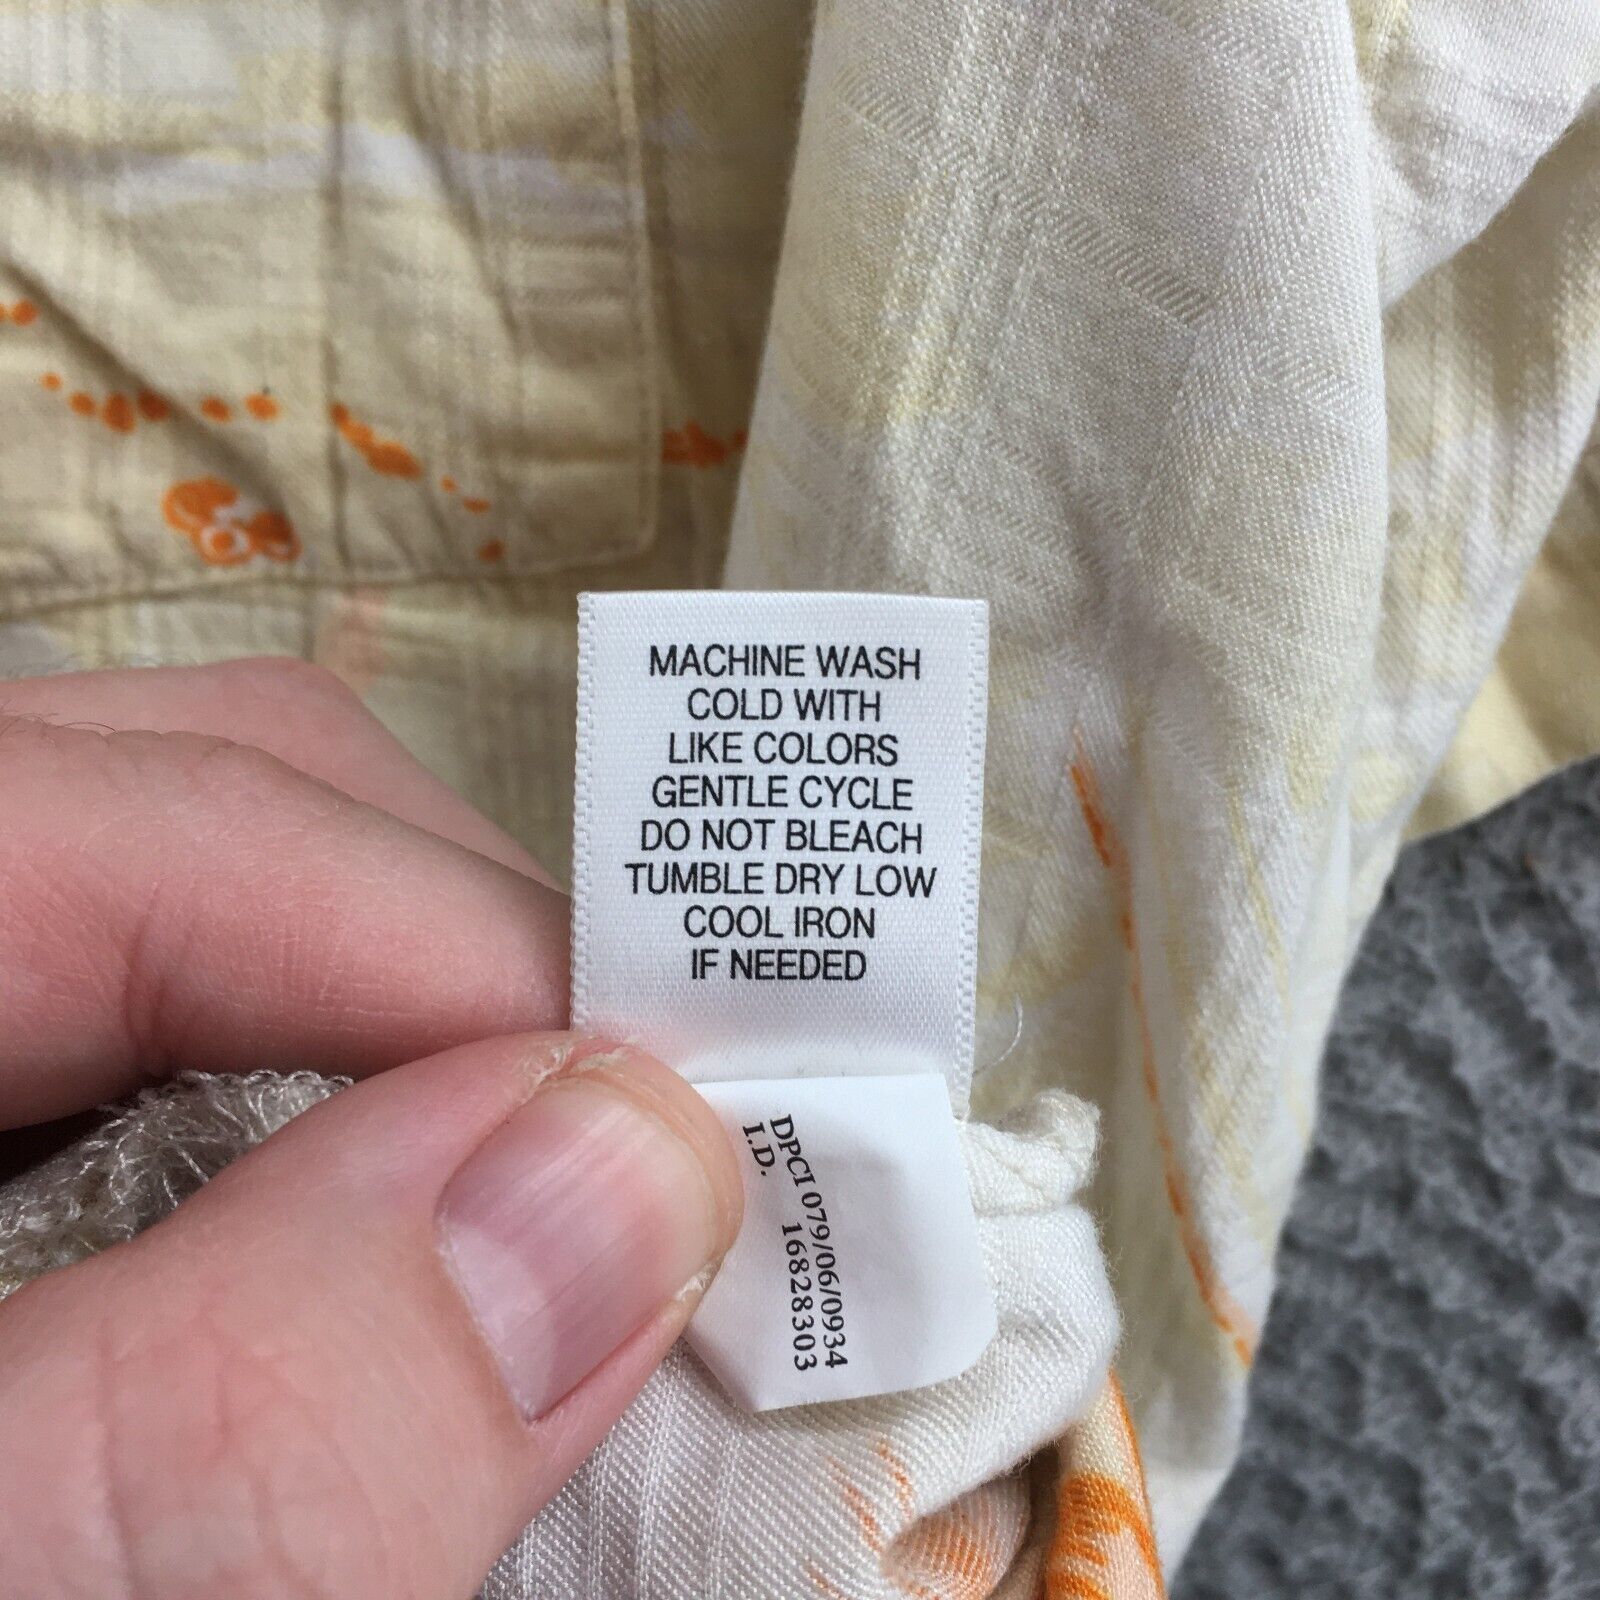 MACHINE WASH
COLD WITH
LIKE COLORS
GENTLE CYCLE
DO NOT BLEACH
TUMBLE DRY LOW
COOL IRON
IF NEEDED
DPCI 079/06/0934
I.D. 16828303